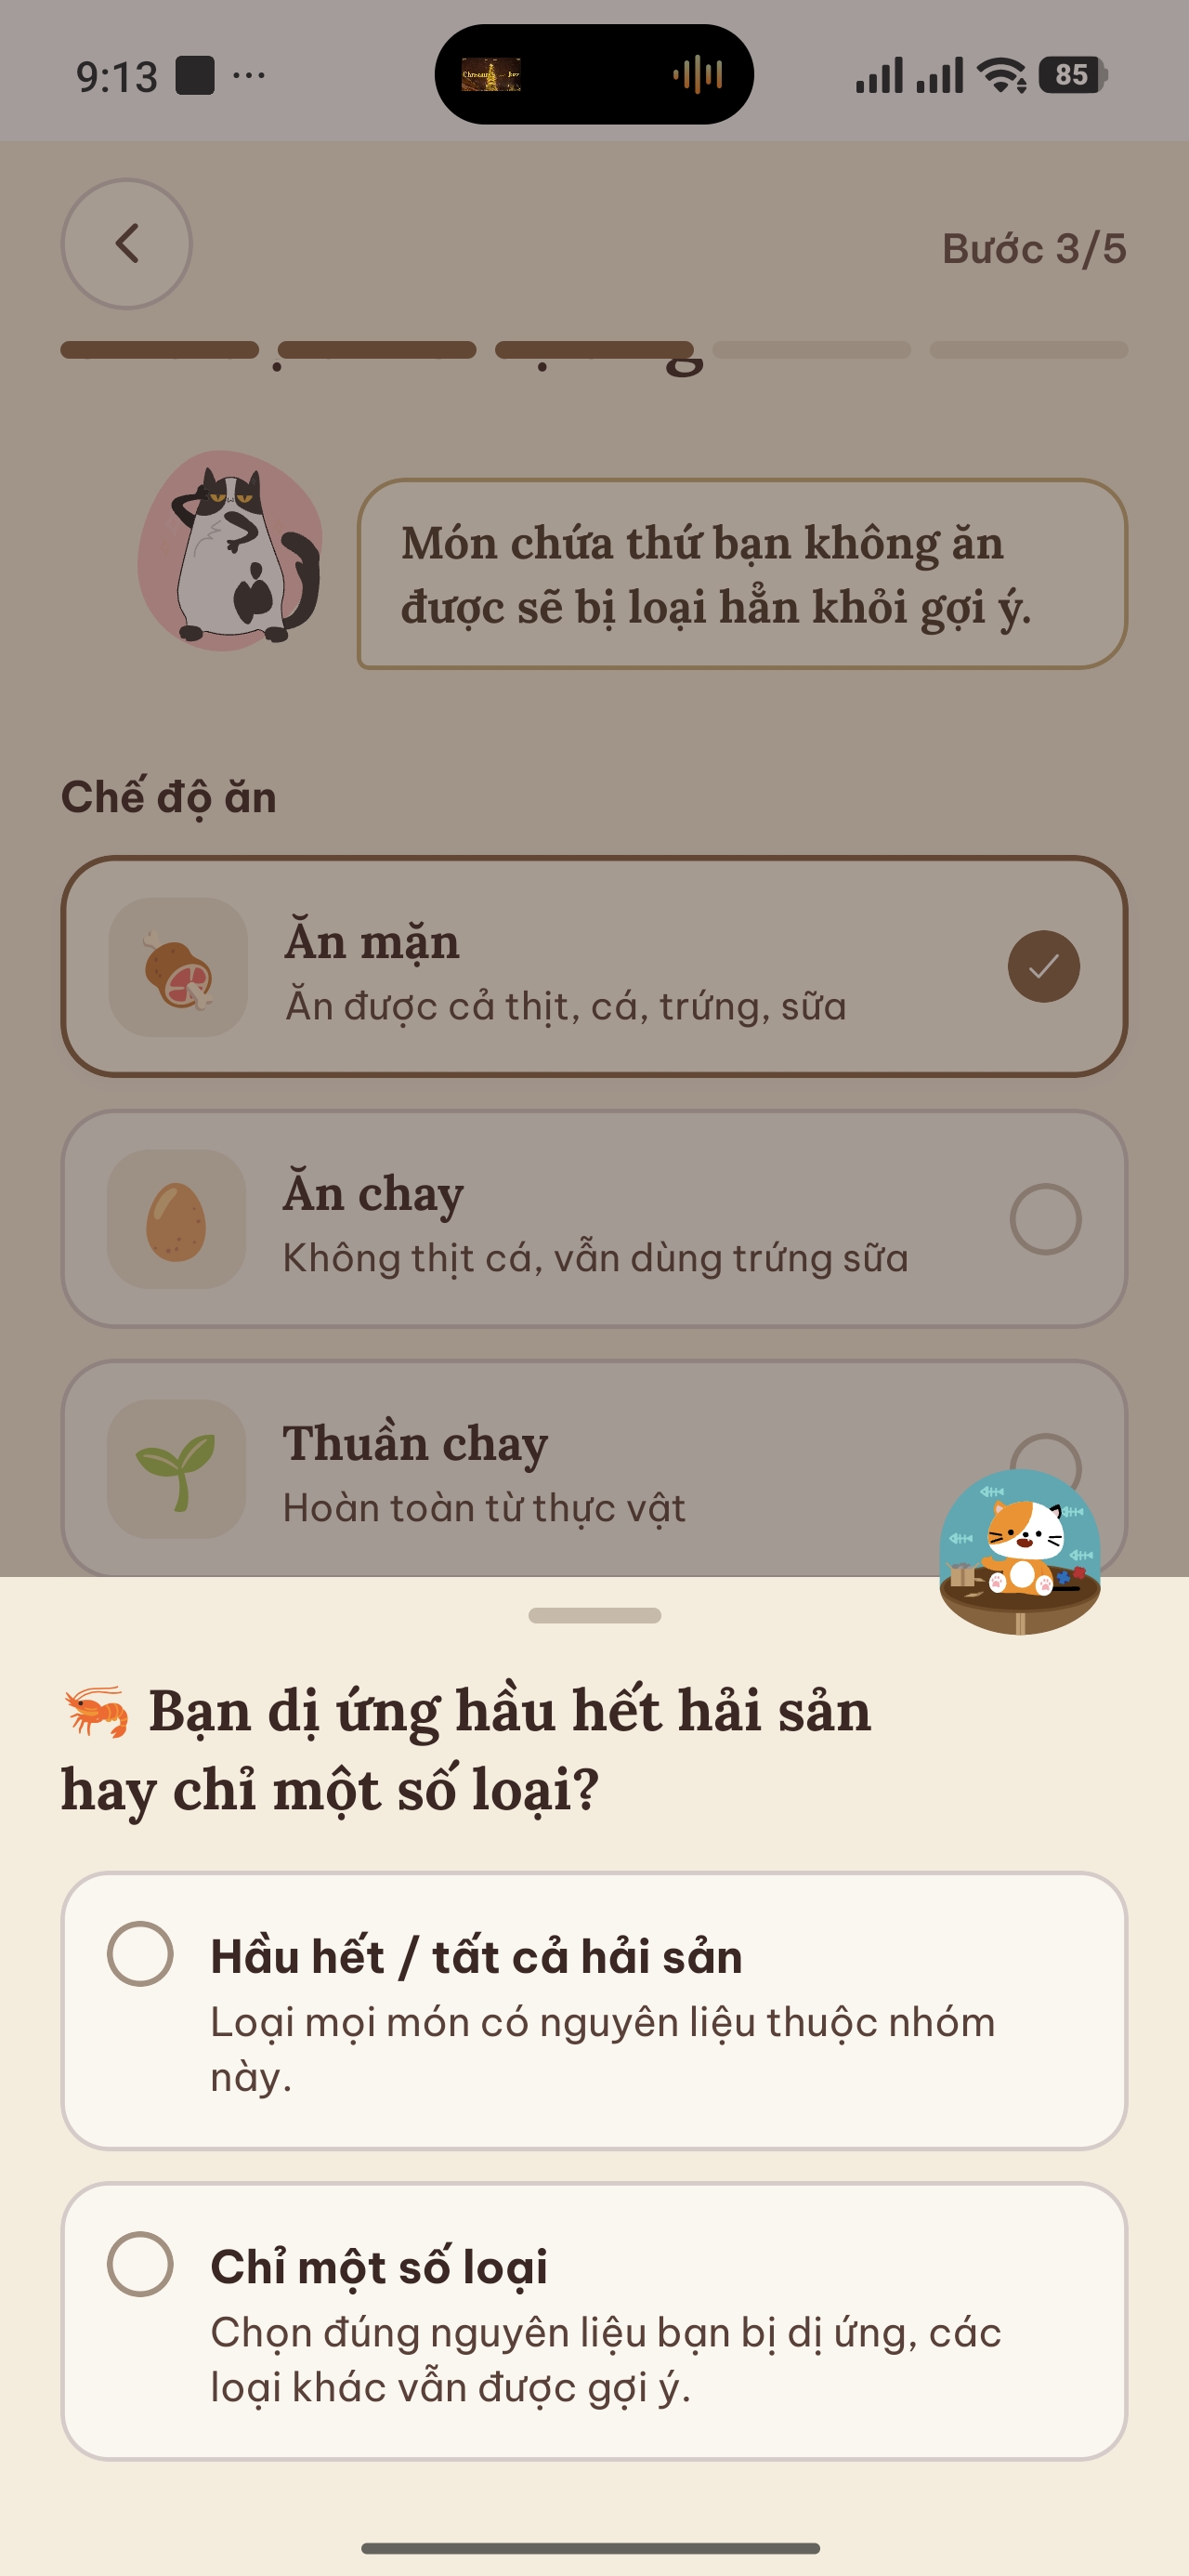 9:13
85
Bước 3/5
Món chứa thứ bạn không ăn
được sẽ bị loại hẳn khỏi gợi ý.
Chế độ ăn
Ăn mặn
Ăn được cả thịt, cá, trứng, sữa
Ăn chay
Không thịt cá, vẫn dùng trứng sữa
Thuần chay
Hoàn toàn từ thực vật
🦐 Bạn dị ứng hầu hết hải sản
hay chỉ một số loại?
Hầu hết / tất cả hải sản
Loại mọi món có nguyên liệu thuộc nhóm
này.
Chỉ một số loại
Chọn đúng nguyên liệu bạn bị dị ứng, các
loại khác vẫn được gợi ý.